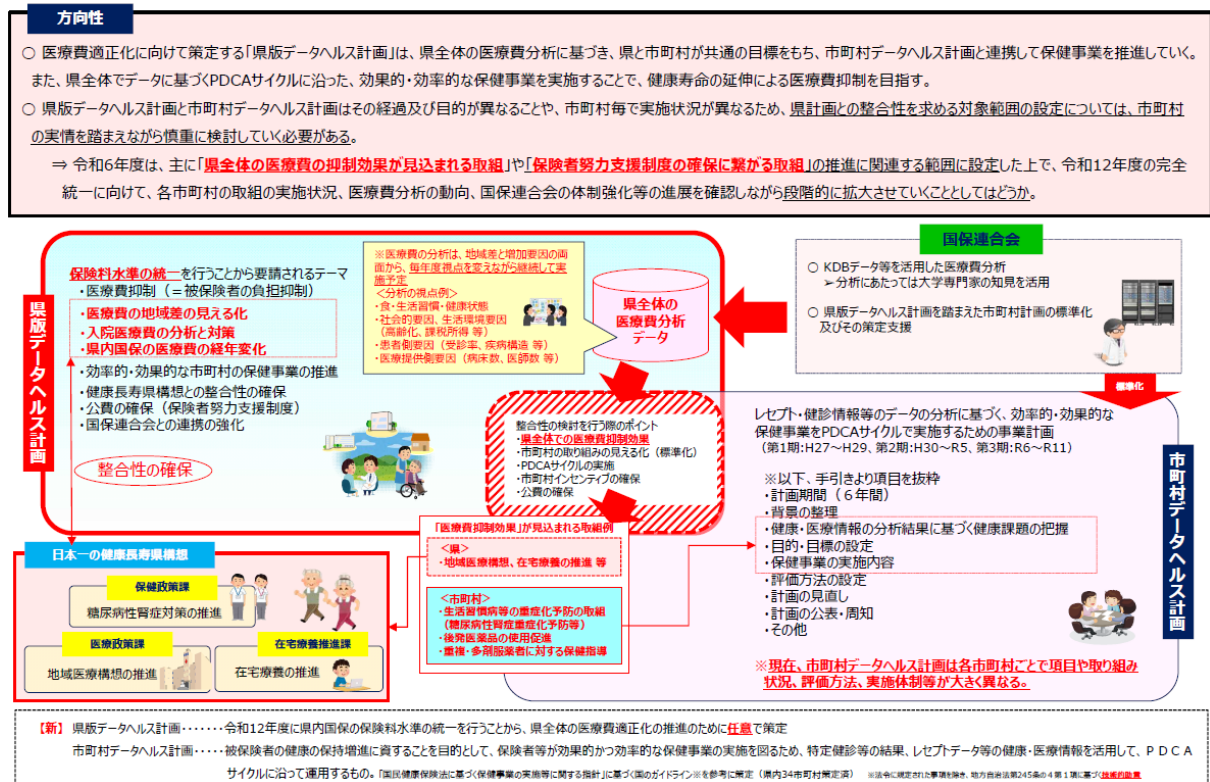 方向性
○ 医療費適正化に向けて策定する「県版データヘルス計画」は、県全体の医療費分析に基づき、県と市町村が共通の目標をもち、市町村データヘルス計画と連携して保健事業を推進していく。
また、県全体でデータに基づくPDCAサイクルに沿った、効果的・効率的な保健事業を実施することで、健康寿命の延伸による医療費抑制を目指す。
○ 県版データヘルス計画と市町村データヘルス計画はその経過及び目的が異なることや、市町村毎で実施状況が異なるため、県計画との整合性を求める対象範囲の設定については、市町村
の実情を踏まえながら慎重に検討していく必要がある。
⇒ 令和6年度は、主に「県全体の医療費の抑制効果が見込まれる取組」や「保険者努力支援制度の確保に繋がる取組」の推進に関連する範囲に設定した上で、令和12年度の完全
統一に向けて、各市町村の取組の実施状況、医療費分析の動向、国保連合会の体制強化等の進展を確認しながら段階的に拡大させていくこととしてはどうか。
県版データヘルス計画
保険料水準の統一を行うことから要請されるテーマ
・医療費抑制（＝被保険者の負担抑制）
・医療費の地域差の見える化
・入院医療費の分析と対策
・県内国保の医療費の経年変化
・効率的・効果的な市町村の保健事業の推進
・健康長寿県構想との整合性の確保
・公費の確保（保険者努力支援制度）
・国保連合会との連携の強化
整合性の確保
※医療費の分析は、地域差と増加要因の両
面から、毎年度視点を変えながら継続して実
施予定
＜分析の視点例＞
・食・生活習慣・健康状態
・社会的要因、生活環境要因
（高齢化、課税所得 等）
・患者側要因（受診率、疾病構造 等）
・医療提供側要因（病床数、医師数 等）
県全体の
医療費分析
データ
国保連合会
○ KDBデータ等を活用した医療費分析
➢ 分析にあたっては大学専門家の知見を活用
○ 県版データヘルス計画を踏まえた市町村計画の標準化
及びその策定支援
標準化
整合性の検討を行う際のポイント
・県全体での医療費抑制効果
・市町村の取り組みの見える化（標準化）
・PDCAサイクルの実施
・市町村インセンティブの確保
・公費の確保
市町村データヘルス計画
レセプト・健診情報等のデータの分析に基づく、効率的・効果的な
保健事業をPDCAサイクルで実施するための事業計画
（第1期:H27～H29、第2期:H30～R5、第3期:R6～R11）
※以下、手引きより項目を抜粋
・計画期間（６年間）
・背景の整理
・健康・医療情報の分析結果に基づく健康課題の把握
・目的・目標の設定
・保健事業の実施内容
・評価方法の設定
・計画の見直し
・計画の公表・周知
・その他
※現在、市町村データヘルス計画は各市町村ごとで項目や取り組み
状況、評価方法、実施体制等が大きく異なる。
「医療費抑制効果」が見込まれる取組例
＜県＞
・地域医療構想、在宅療養の推進 等
＜市町村＞
・生活習慣病等の重症化予防の取組
（糖尿病性腎症重症化予防等）
・後発医薬品の使用促進
・重複・多剤服薬者に対する保健指導
日本一の健康長寿県構想
保健政策課
糖尿病性腎症対策の推進
医療政策課
地域医療構想の推進
在宅療養推進課
在宅療養の推進
【新】 県版データヘルス計画・・・・・・・令和12年度に県内国保の保険料水準の統一を行うことから、県全体の医療費適正化の推進のために任意で策定
市町村データヘルス計画・・・・・被保険者の健康の保持増進に資することを目的として、保険者等が効果的かつ効率的な保健事業の実施を図るため、特定健診等の結果、レセプトデータ等の健康・医療情報を活用して、ＰＤＣＡ
サイクルに沿って運用するもの。「国民健康保険法に基づく保健事業の実施等に関する指針」に基づく国のガイドライン※を参考に策定（県内34市町村策定済） ※法令に規定された事項を除き、地方自治法第245条の４第１項に基づく技術的助言